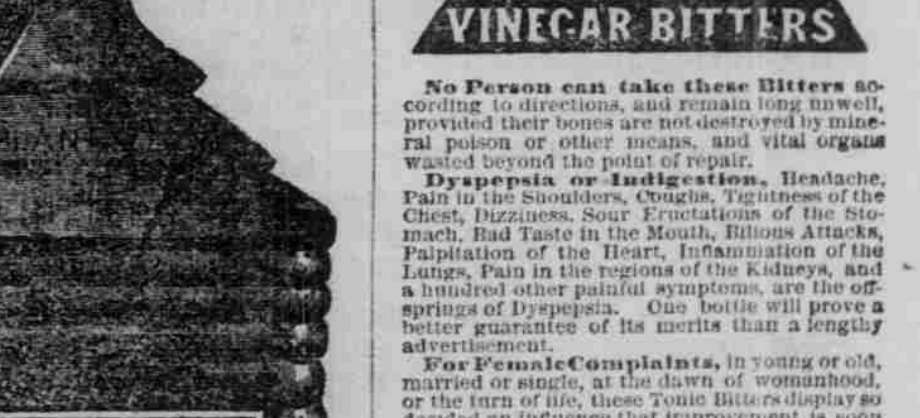 VINEGAR BITTERS
No Person can take these Bitters ac-
cording to directions, and remain long unwell,
provided their bones are not destroyed by mine-
ral poison or other means, and vital organs
wasted beyond the point of repair.
Dyspepsia or Indigestion, Headache,
Pain in the Shoulders, Coughs, Tightness of the
Chest, Dizziness, Sour Eructations of the Sto-
mach, Bad Taste in the Mouth, Bilious Attacks,
Palpitation of the Heart, Inflammation of the
Lungs, Pain in the regions of the Kidneys, and
a hundred other painful symptoms, are the off-
springs of Dyspepsia. One bottle will prove a
better guarantee of its merits than a lengthy
advertisement.
For Female Complaints, in young or old,
married or single, at the dawn of womanhood,
or the turn of life, these Tonic Bitters display so